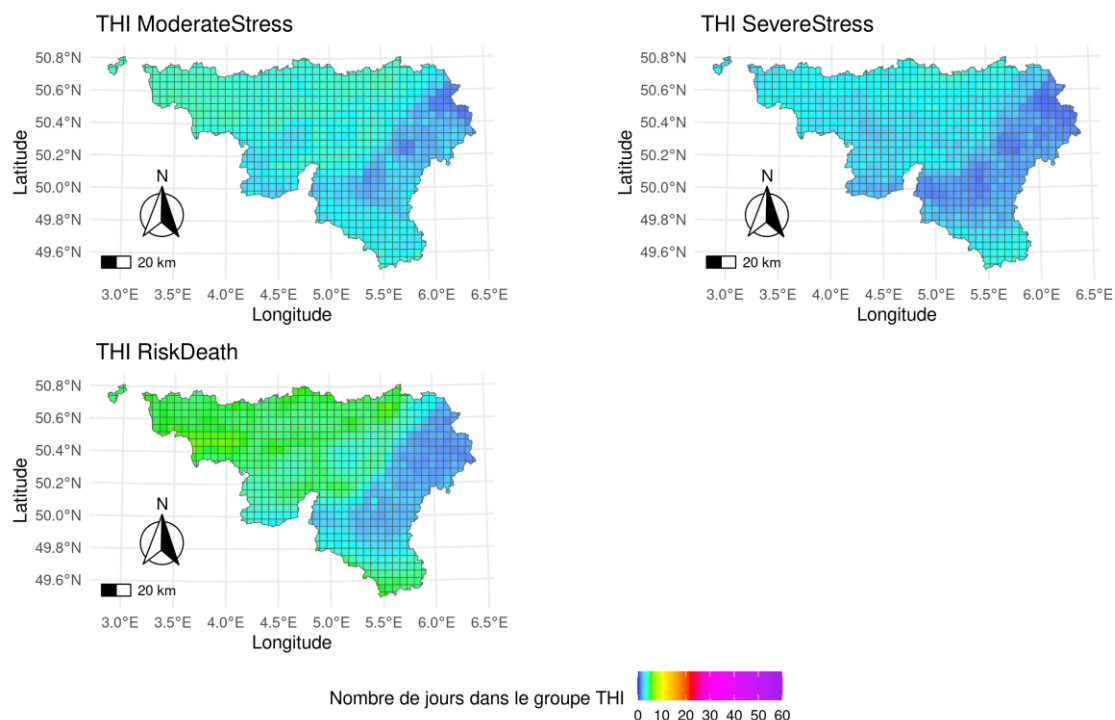 THI ModerateStress
50.8°N
50.6°N
50.4°N
50.2°N
50.0°N
49.8°N
49.6°N
Latitude
N
20 km
3.0°E 3.5°E 4.0°E 4.5°E 5.0°E 5.5°E 6.0°E 6.5°E
Longitude
THI SevereStress
50.8°N
50.6°N
50.4°N
50.2°N
50.0°N
49.8°N
49.6°N
Latitude
N
20 km
3.0°E 3.5°E 4.0°E 4.5°E 5.0°E 5.5°E 6.0°E 6.5°E
Longitude
THI RiskDeath
50.8°N
50.6°N
50.4°N
50.2°N
50.0°N
49.8°N
49.6°N
Latitude
N
20 km
3.0°E 3.5°E 4.0°E 4.5°E 5.0°E 5.5°E 6.0°E 6.5°E
Longitude
Nombre de jours dans le groupe THI
0 10 20 30 40 50 60